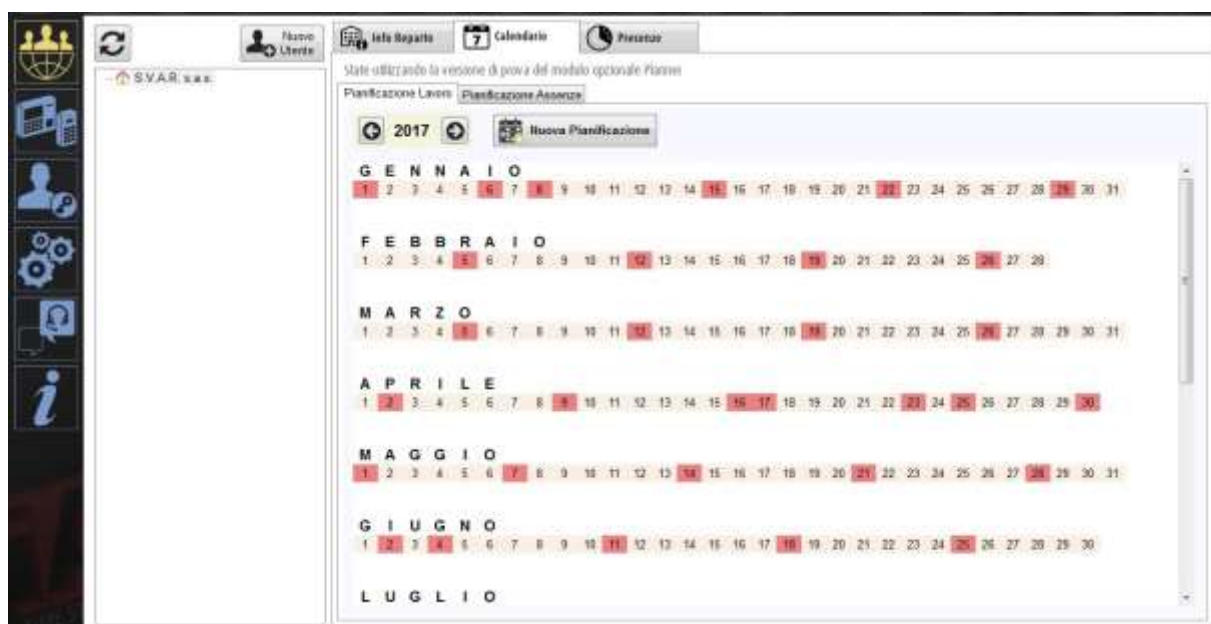 Nuovo
Utente
S.V.A.R. s.a.s.
Info Reparto
7
Calendario
Presenze
State utilizzando la versione di prova del modulo opzionale Planner
Pianificazione Lavoro
Pianificazione Assenze
2017
Nuova Pianificazione
G E N N A I O
1 2 3 4 5 6 7 8 9 10 11 12 13 14 15 16 17 18 19 20 21 22 23 24 25 26 27 28 29 30 31
F E B B R A I O
1 2 3 4 5 6 7 8 9 10 11 12 13 14 15 16 17 18 19 20 21 22 23 24 25 26 27 28
M A R Z O
1 2 3 4 5 6 7 8 9 10 11 12 13 14 15 16 17 18 19 20 21 22 23 24 25 26 27 28 29 30 31
A P R I L E
1 2 3 4 5 6 7 8 9 10 11 12 13 14 15 16 17 18 19 20 21 22 23 24 25 26 27 28 29 30
M A G G I O
1 2 3 4 5 6 7 8 9 10 11 12 13 14 15 16 17 18 19 20 21 22 23 24 25 26 27 28 29 30 31
G I U G N O
1 2 3 4 5 6 7 8 9 10 11 12 13 14 15 16 17 18 19 20 21 22 23 24 25 26 27 28 29 30
L U G L I O